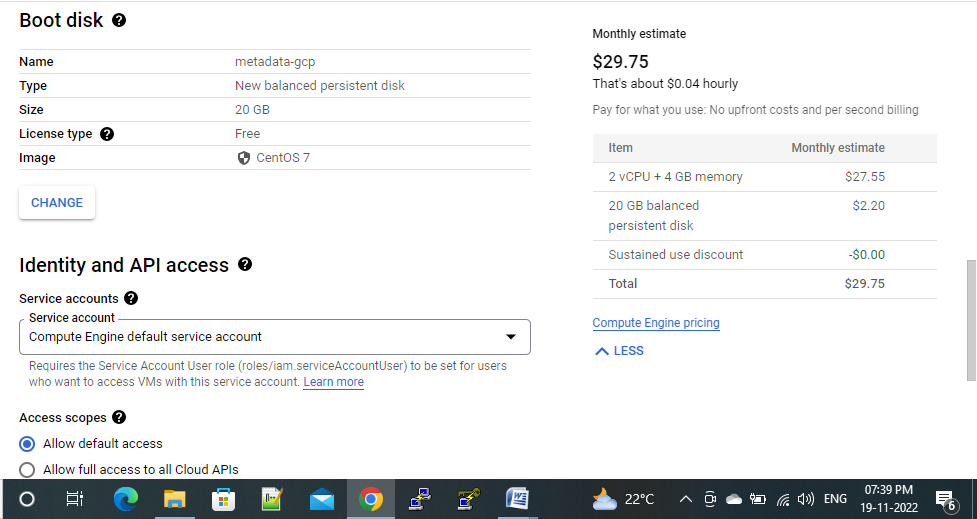 Boot disk
Name metadata-gcp
Type New balanced persistent disk
Size 20 GB
License type Free
Image CentOS 7
CHANGE
Identity and API access
Service accounts
Service account
Compute Engine default service account
Requires the Service Account User role (roles/iam.serviceAccountUser) to be set for users
who want to access VMs with this service account. Learn more
Access scopes
Allow default access
Allow full access to all Cloud APIs
Monthly estimate
$29.75
That's about $0.04 hourly
Pay for what you use: No upfront costs and per second billing
Item Monthly estimate
2 vCPU + 4 GB memory $27.55
20 GB balanced $2.20
persistent disk
Sustained use discount -$0.00
Total $29.75
Compute Engine pricing
LESS
22°C
ENG
07:39 PM
19-11-2022
6